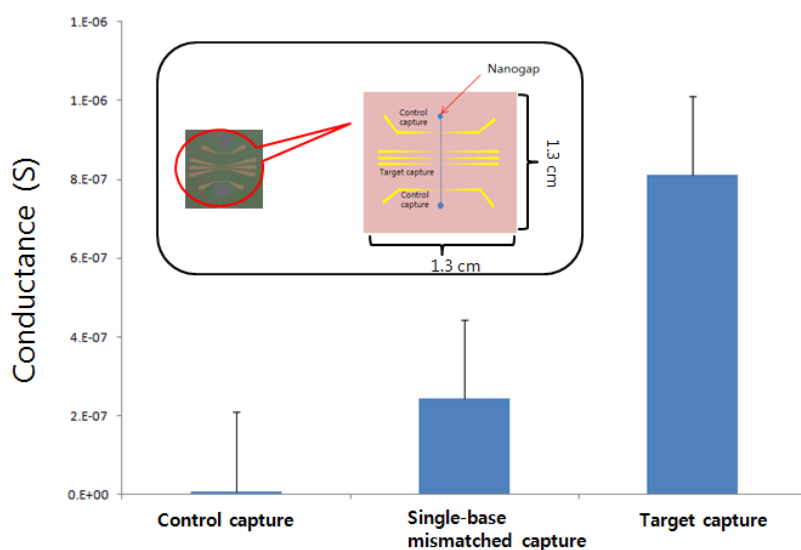 Conductance (S)
1.E-06
1.E-06
8.E-07
6.E-07
4.E-07
2.E-07
0.E+00
Nanogap
Control
capture
Target capture
Control
capture
1.3 cm
1.3 cm
Control capture
Single-base
mismatched capture
Target capture